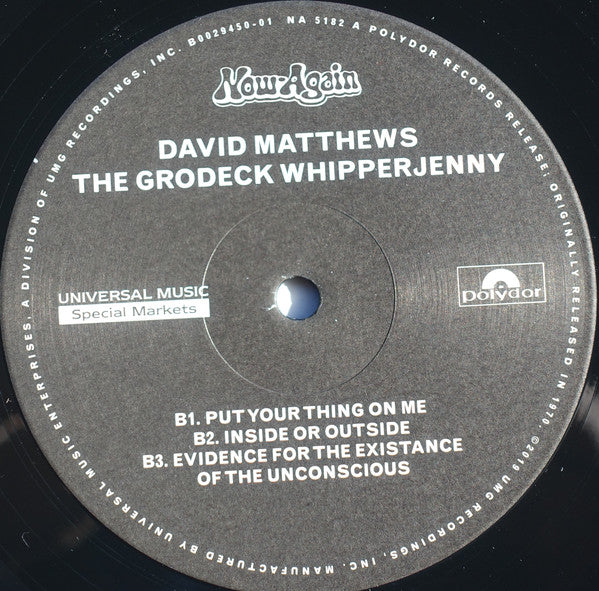 Now-Again
DAVID MATTHEWS
THE GRODECK WHIPPERJENNY
UNIVERSAL MUSIC
Special Markets
polydor
B1. PUT YOUR THING ON ME
B2. INSIDE OR OUTSIDE
B3. EVIDENCE FOR THE EXISTANCE
OF THE UNCONSCIOUS
B0029450-01 NA 5182 A POLYDOR RECORDS RELEASE; ORIGINALLY RELEASED IN 1970. ©2019 UMG RECORDINGS, INC. MANUFACTURED BY UNIVERSAL MUSIC ENTERPRISES, A DIVISION OF UMG RECORDINGS, INC.